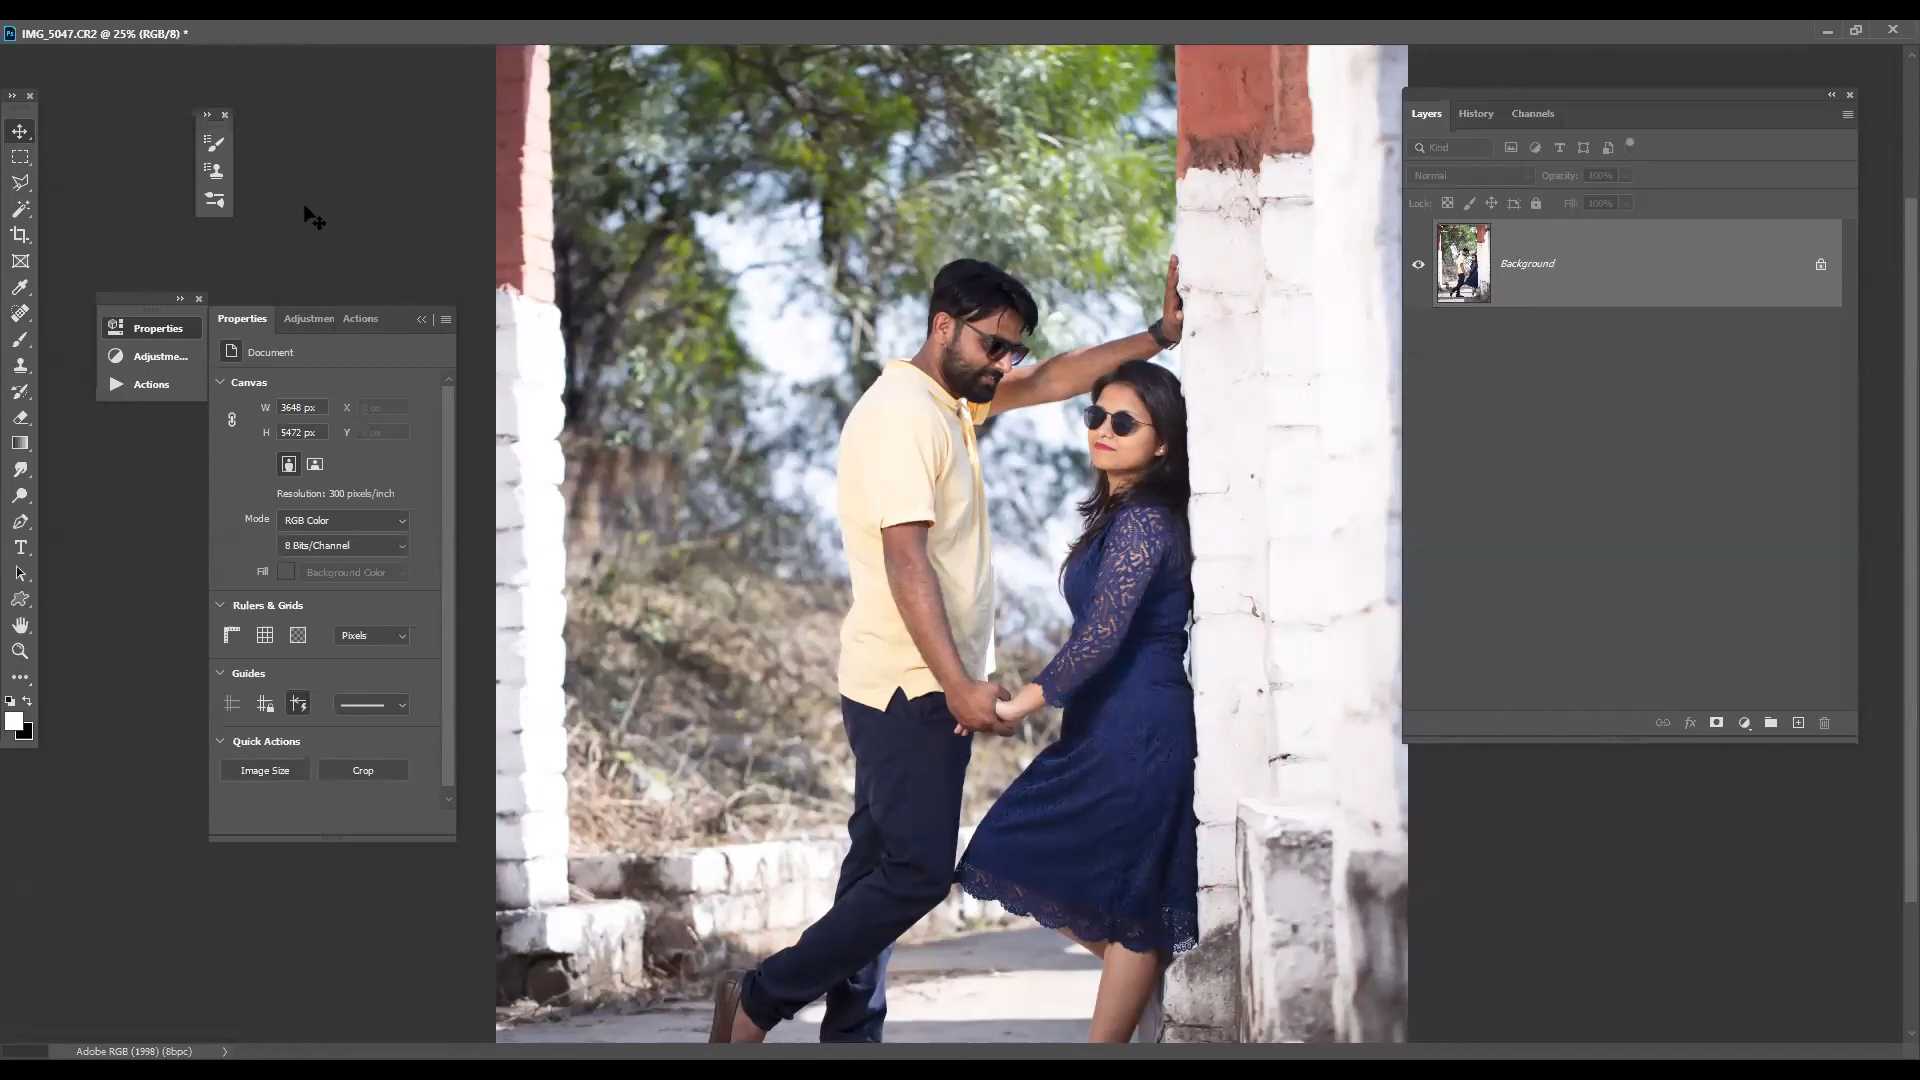 IMG_5047.CR2 @ 25% (RGB/8) *
Layers History Channels
Kind
Normal Opacity: 100%
Lock: Fill: 100%
Background
Properties
Adjustme...
Actions
Properties Adjustmen Actions
Document
Canvas
W 3648 px X
H 5472 px Y
Resolution: 300 pixels/inch
Mode RGB Color
8 Bits/Channel
Fill Background Color
Rulers & Grids
Pixels
Guides
Quick Actions
Image Size Crop
Adobe RGB (1998) (8bpc)